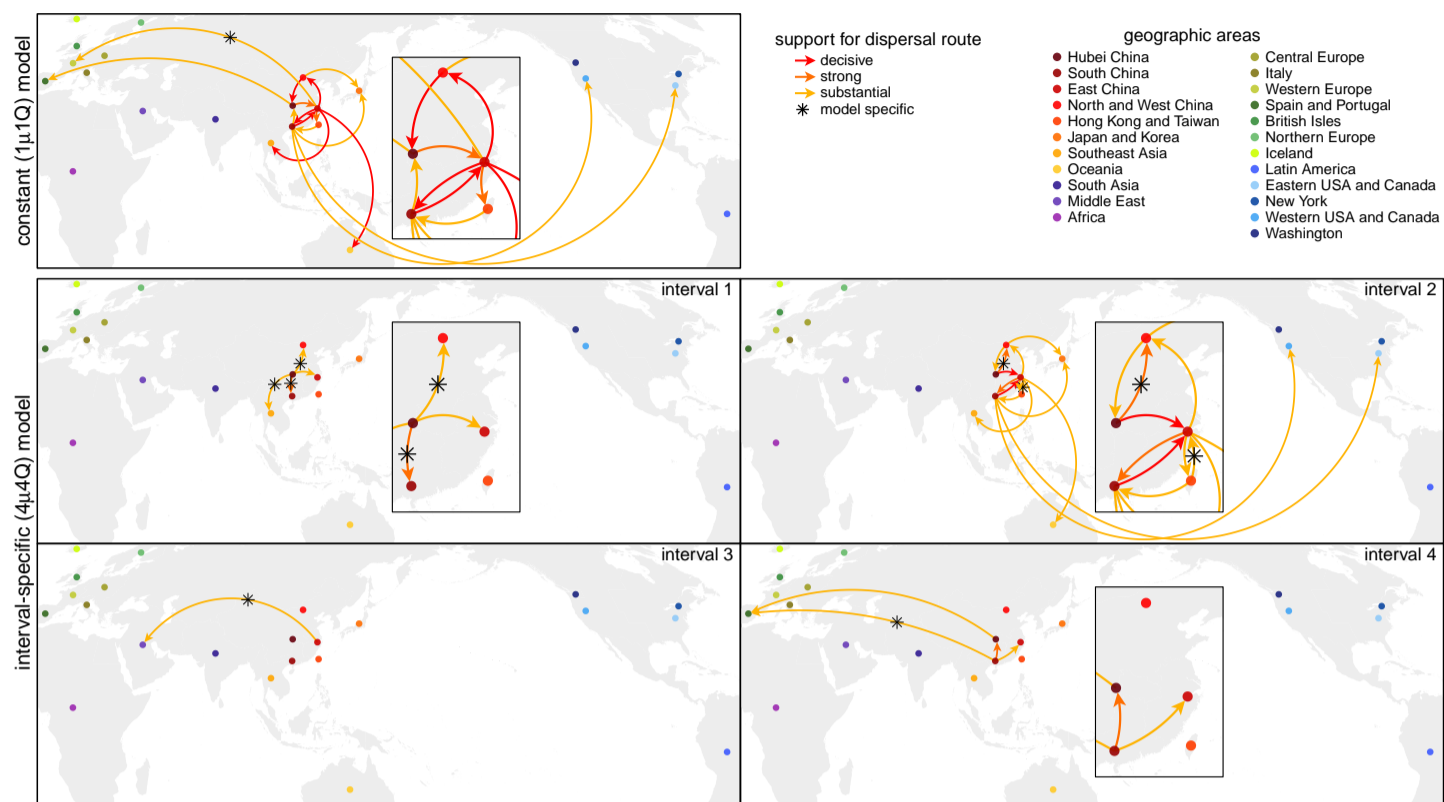 constant (1μ1Q) model
support for dispersal route
decisive
strong
substantial
model specific
geographic areas
Hubei China
South China
East China
North and West China
Hong Kong and Taiwan
Japan and Korea
Southeast Asia
Oceania
South Asia
Middle East
Africa
Central Europe
Italy
Western Europe
Spain and Portugal
British Isles
Northern Europe
Iceland
Latin America
Eastern USA and Canada
New York
Western USA and Canada
Washington
interval-specific (4μ4Q) model
interval 1
interval 2
interval 3
interval 4